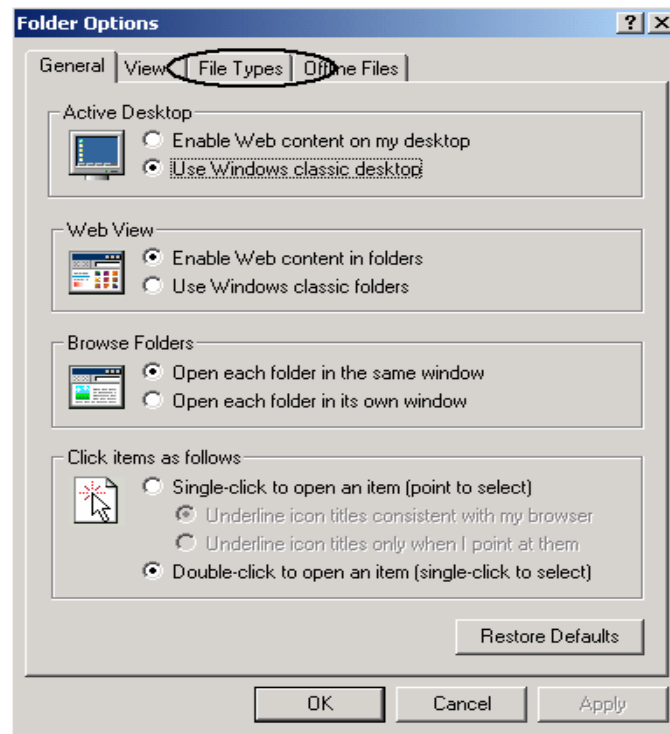 Folder Options
General View File Types Offline Files
Active Desktop
Enable Web content on my desktop
Use Windows classic desktop
Web View
Enable Web content in folders
Use Windows classic folders
Browse Folders
Open each folder in the same window
Open each folder in its own window
Click items as follows
Single-click to open an item (point to select)
Underline icon titles consistent with my browser
Underline icon titles only when I point at them
Double-click to open an item (single-click to select)
Restore Defaults
OK Cancel Apply